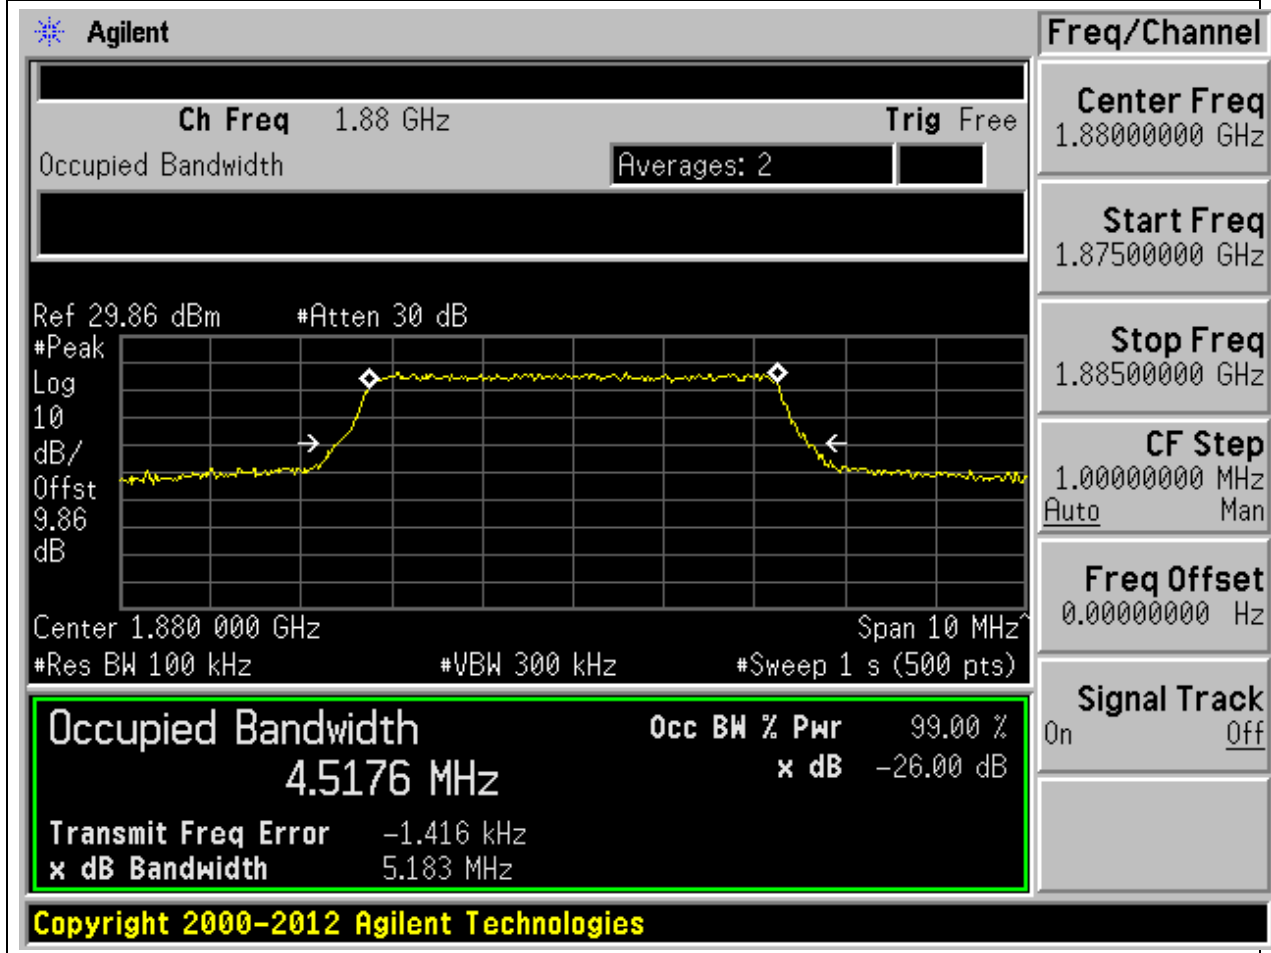 Agilent
Freq/Channel
Ch Freq 1.88 GHz Trig Free
Occupied Bandwidth Averages: 2
Center Freq
1.88000000 GHz
Start Freq
1.87500000 GHz
Stop Freq
1.88500000 GHz
CF Step
1.00000000 MHz
Auto Man
Freq Offset
0.00000000 Hz
Signal Track
On Off
Ref 29.86 dBm #Atten 30 dB
#Peak
Log
10
dB/
Offst
9.86
dB
Center 1.880 000 GHz Span 10 MHz^
#Res BW 100 kHz #VBW 300 kHz #Sweep 1 s (500 pts)
Occupied Bandwidth Occ BW % Pwr 99.00 %
4.5176 MHz x dB -26.00 dB
Transmit Freq Error -1.416 kHz
x dB Bandwidth 5.183 MHz
Copyright 2000-2012 Agilent Technologies